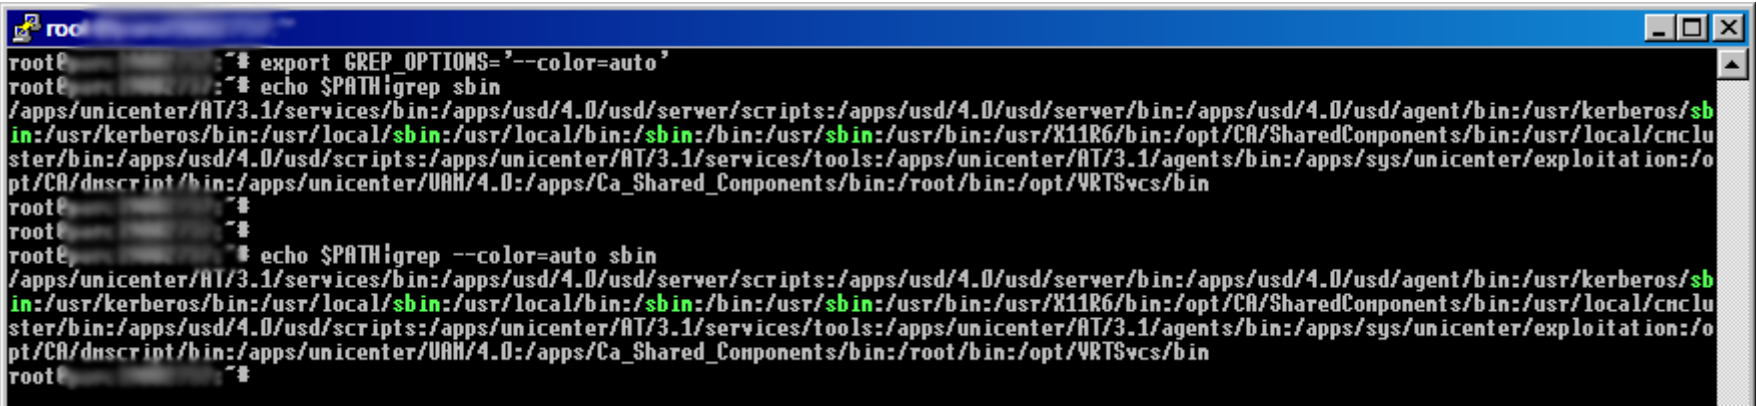 root
root@ :~# export GREP_OPTIONS='--color=auto'
root@ :~# echo $PATH|grep sbin
/apps/unicenter/AT/3.1/services/bin:/apps/usd/4.0/usd/server/scripts:/apps/usd/4.0/usd/server/bin:/apps/usd/4.0/usd/agent/bin:/usr/kerberos/sb
in:/usr/kerberos/bin:/usr/local/sbin:/usr/local/bin:/sbin:/bin:/usr/sbin:/usr/bin:/usr/X11R6/bin:/opt/CA/SharedComponents/bin:/usr/local/cmclu
ster/bin:/apps/usd/4.0/usd/scripts:/apps/unicenter/AT/3.1/services/tools:/apps/unicenter/AT/3.1/agents/bin:/apps/sys/unicenter/exploitation:/o
pt/CA/dmscript/bin:/apps/unicenter/UAM/4.0:/apps/Ca_Shared_Components/bin:/root/bin:/opt/VRTSvcs/bin
root@ ~#
root@ :~#
root@ ~# echo $PATH|grep --color=auto sbin
/apps/unicenter/AT/3.1/services/bin:/apps/usd/4.0/usd/server/scripts:/apps/usd/4.0/usd/server/bin:/apps/usd/4.0/usd/agent/bin:/usr/kerberos/sb
in:/usr/kerberos/bin:/usr/local/sbin:/usr/local/bin:/sbin:/bin:/usr/sbin:/usr/bin:/usr/X11R6/bin:/opt/CA/SharedComponents/bin:/usr/local/cmclu
ster/bin:/apps/usd/4.0/usd/scripts:/apps/unicenter/AT/3.1/services/tools:/apps/unicenter/AT/3.1/agents/bin:/apps/sys/unicenter/exploitation:/o
pt/CA/dmscript/bin:/apps/unicenter/UAM/4.0:/apps/Ca_Shared_Components/bin:/root/bin:/opt/VRTSvcs/bin
root@ :~#